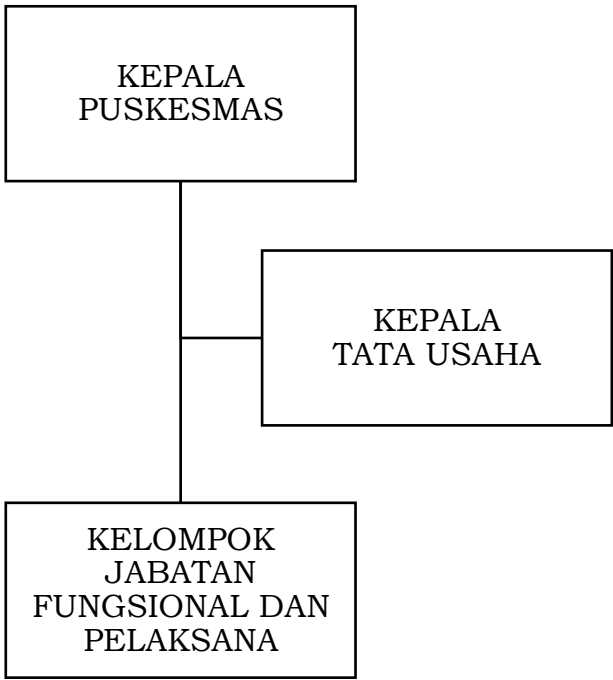 KEPALA
PUSKESMAS
KEPALA
TATA USAHA
KELOMPOK
JABATAN
FUNGSIONAL DAN
PELAKSANA